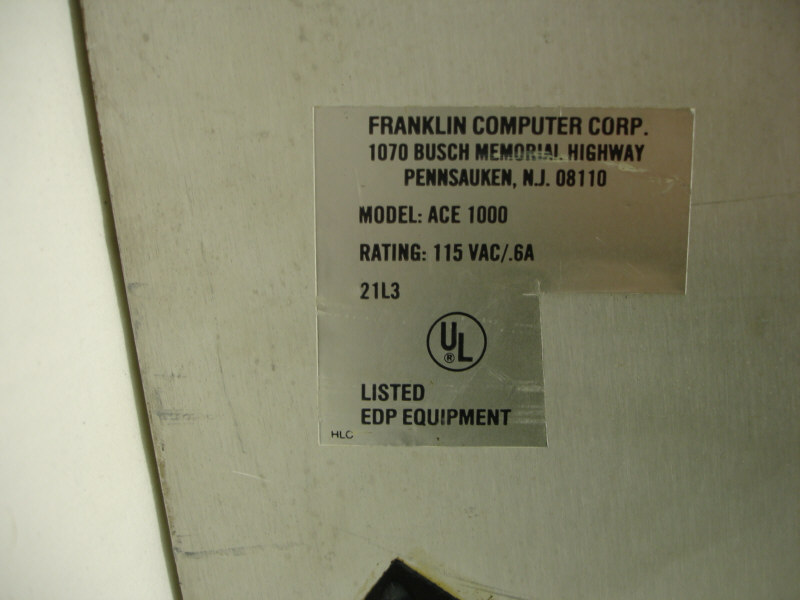 FRANKLIN COMPUTER CORP.
1070 BUSCH MEMORIAL HIGHWAY
PENNSAUKEN, N.J. 08110
MODEL: ACE 1000
RATING: 115 VAC/.6A
21L3
UL
®
LISTED
EDP EQUIPMENT
HLC